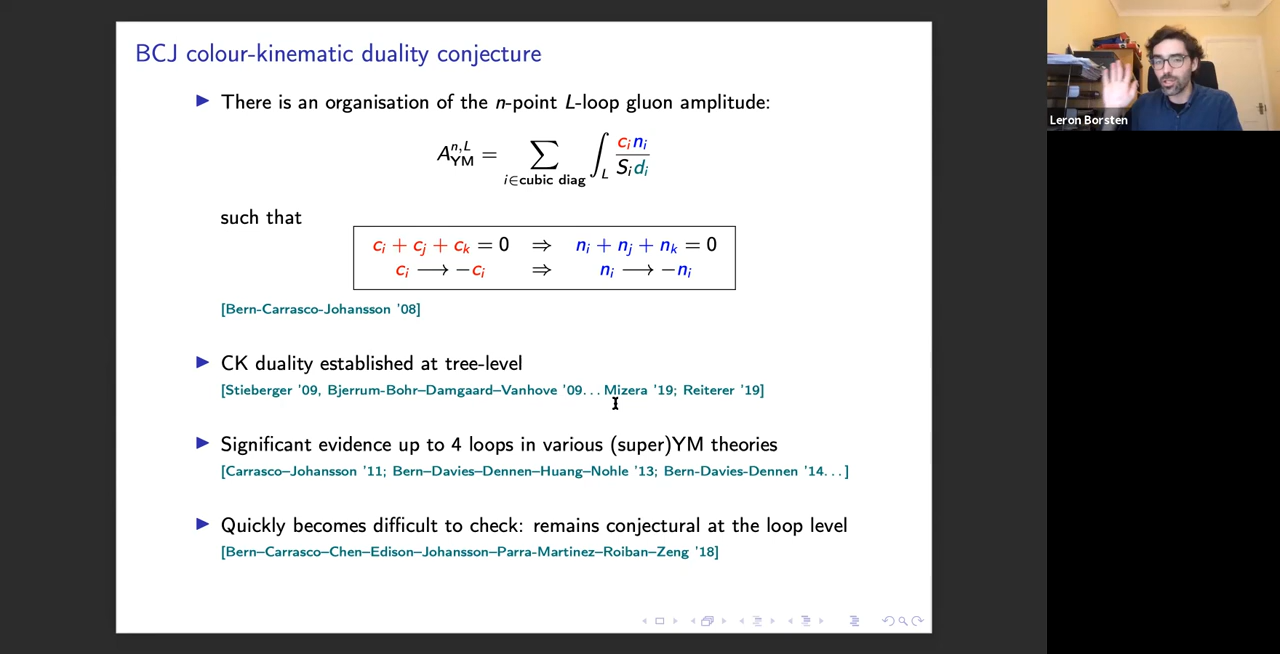 BCJ colour-kinematic duality conjecture
Leron Borsten
▶ There is an organisation of the n-point L-loop gluon amplitude:
A^{n,L}_{YM} = ∑_{i∈cubic diag} ∫_L c_i n_i / S_i d_i
such that
c_i + c_j + c_k = 0 ⇒ n_i + n_j + n_k = 0
c_i ⟶ −c_i ⇒ n_i ⟶ −n_i
[Bern-Carrasco-Johansson '08]
▶ CK duality established at tree-level
[Stieberger '09, Bjerrum-Bohr–Damgaard–Vanhove '09... Mizera '19; Reiterer '19]
▶ Significant evidence up to 4 loops in various (super)YM theories
[Carrasco–Johansson '11; Bern–Davies–Dennen–Huang–Nohle '13; Bern-Davies-Dennen '14...]
▶ Quickly becomes difficult to check: remains conjectural at the loop level
[Bern–Carrasco–Chen–Edison–Johansson–Parra-Martinez–Roiban–Zeng '18]